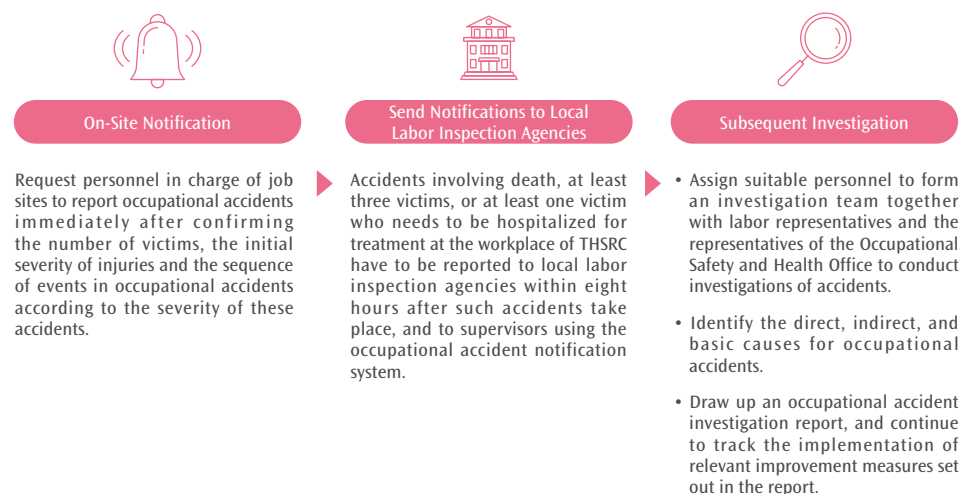 On-Site Notification
Request personnel in charge of job
sites to report occupational accidents
immediately after confirming
the number of victims, the initial
severity of injuries and the sequence
of events in occupational accidents
according to the severity of these
accidents.
Send Notifications to Local
Labor Inspection Agencies
Accidents involving death, at least
three victims, or at least one victim
who needs to be hospitalized for
treatment at the workplace of THSRC
have to be reported to local labor
inspection agencies within eight
hours after such accidents take
place, and to supervisors using the
occupational accident notification
system.
Subsequent Investigation
• Assign suitable personnel to form
an investigation team together
with labor representatives and the
representatives of the Occupational
Safety and Health Office to conduct
investigations of accidents.
• Identify the direct, indirect, and
basic causes for occupational
accidents.
• Draw up an occupational accident
investigation report, and continue
to track the implementation of
relevant improvement measures set
out in the report.